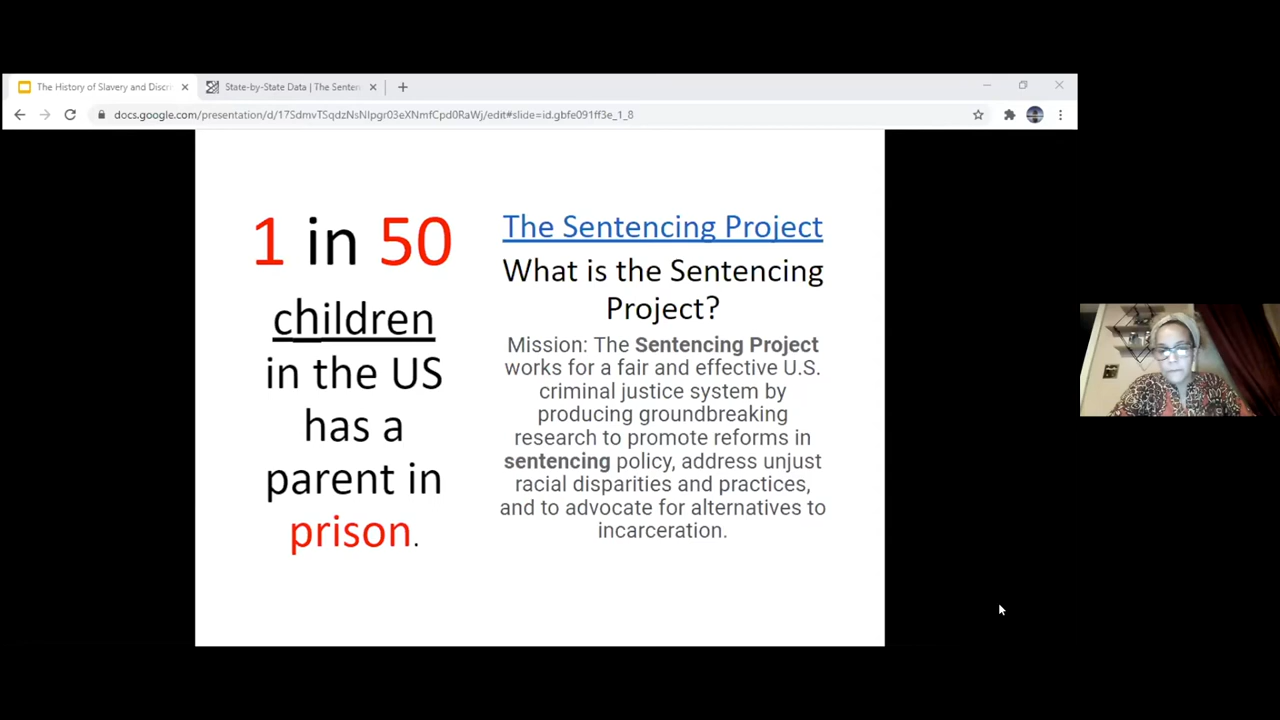 The History of Slavery and Discr
State-by-State Data | The Senten
docs.google.com/presentation/d/17SdmvTSqdzNsNIpgr03eXNmfCpd0RaWj/edit#slide=id.gbfe091ff3e_1_8
1 in 50
children
in the US
has a
parent in
prison.
The Sentencing Project
What is the Sentencing
Project?
Mission: The Sentencing Project
works for a fair and effective U.S.
criminal justice system by
producing groundbreaking
research to promote reforms in
sentencing policy, address unjust
racial disparities and practices,
and to advocate for alternatives to
incarceration.